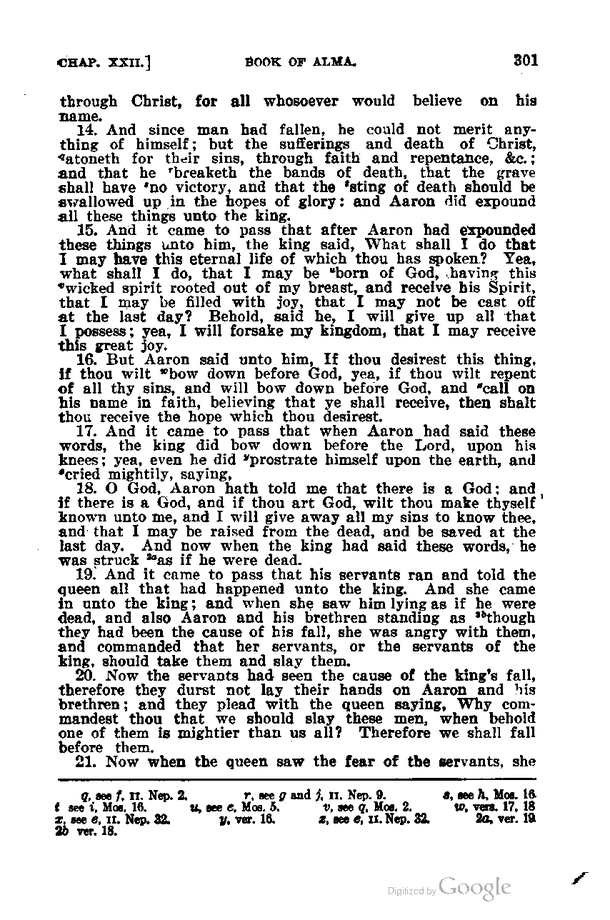 CHAP. XXII.] BOOK OF ALMA. 301
through Christ, for all whosoever would believe on his
name.
14. And since man had fallen, he could not merit any-
thing of himself; but the sufferings and death of Christ,
qatoneth for their sins, through faith and repentance, &c.;
and that he rbreaketh the bands of death, that the grave
shall have sno victory, and that the tsting of death should be
swallowed up in the hopes of glory: and Aaron did expound
all these things unto the king.
15. And it came to pass that after Aaron had expounded
these things unto him, the king said, What shall I do that
I may have this eternal life of which thou has spoken? Yea,
what shall I do, that I may be uborn of God, having this
vwicked spirit rooted out of my breast, and receive his Spirit,
that I may be filled with joy, that I may not be cast off
at the last day? Behold, said he, I will give up all that
I possess; yea, I will forsake my kingdom, that I may receive
this great joy.
16. But Aaron said unto him, If thou desirest this thing,
if thou wilt wbow down before God, yea, if thou wilt repent
of all thy sins, and will bow down before God, and xcall on
his name in faith, believing that ye shall receive, then shalt
thou receive the hope which thou desirest.
17. And it came to pass that when Aaron had said these
words, the king did bow down before the Lord, upon his
knees; yea, even he did yprostrate himself upon the earth, and
zcried mightily, saying,
18. O God, Aaron hath told me that there is a God; and
if there is a God, and if thou art God, wilt thou make thyself
known unto me, and I will give away all my sins to know thee,
and that I may be raised from the dead, and be saved at the
last day. And now when the king had said these words, he
was struck 2aas if he were dead.
19. And it came to pass that his servants ran and told the
queen all that had happened unto the king. And she came
in unto the king; and when she saw him lying as if he were
dead, and also Aaron and his brethren standing as 2bthough
they had been the cause of his fall, she was angry with them,
and commanded that her servants, or the servants of the
king, should take them and slay them.
20. Now the servants had seen the cause of the king's fall,
therefore they durst not lay their hands on Aaron and his
brethren; and they plead with the queen saying, Why com-
mandest thou that we should slay these men, when behold
one of them is mightier than us all? Therefore we shall fall
before them.
21. Now when the queen saw the fear of the servants, she
q, see f, II. Nep. 2. r, see g and j, II. Nep. 9. s, see h, Mos. 16.
t see i, Mos. 16. u, see c, Mos. 5. v, see q, Mos. 2. w, vers. 17, 18
x, see e, II. Nep. 32. y, ver. 16. z, see e, II. Nep. 32. 2a, ver. 19.
2b ver. 18.
Digitized by Google